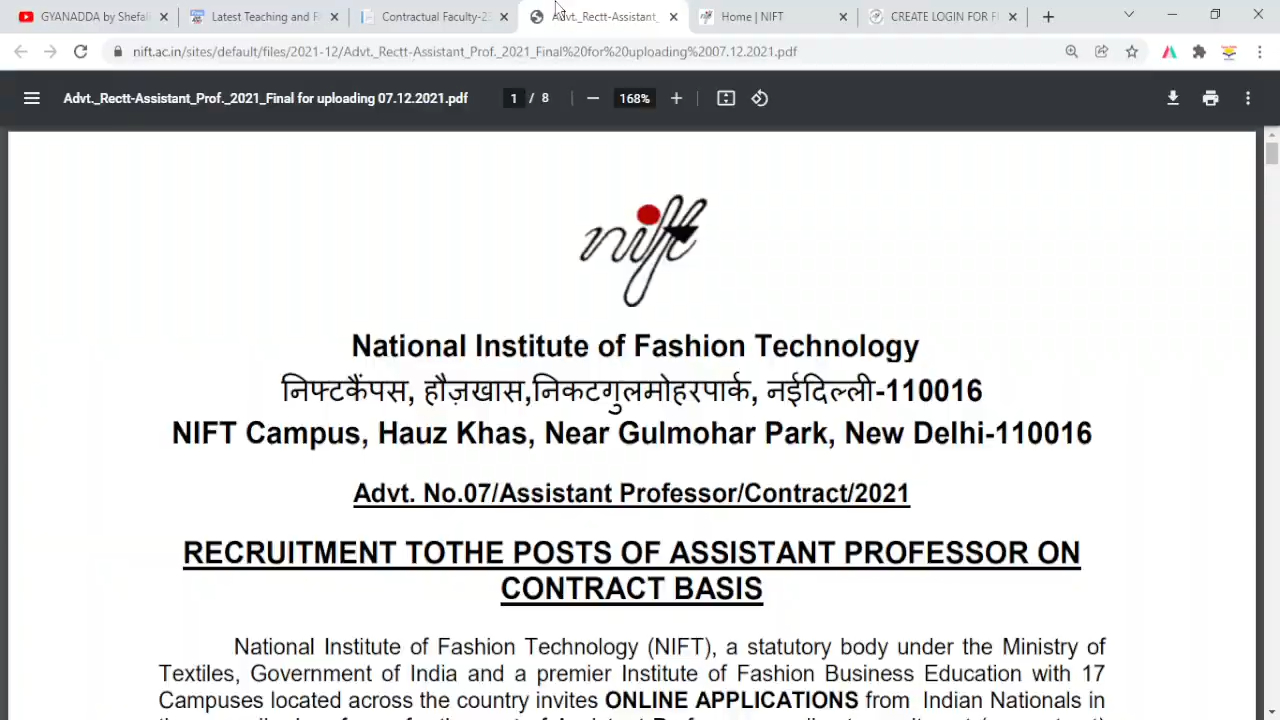 GYANADDA by Shefali
Latest Teaching and F
Contractual Faculty-2
Advt._Rectt-Assistant_
Home | NIFT
CREATE LOGIN FOR F
nift.ac.in/sites/default/files/2021-12/Advt._Rectt-Assistant_Prof._2021_Final%20for%20uploading%2007.12.2021.pdf
Advt._Rectt-Assistant_Prof._2021_Final for uploading 07.12.2021.pdf
1 / 8
168%
nift
National Institute of Fashion Technology
निफ्टकैंपस, हौज़खास,निकटगुलमोहरपार्क, नईदिल्ली-110016
NIFT Campus, Hauz Khas, Near Gulmohar Park, New Delhi-110016
Advt. No.07/Assistant Professor/Contract/2021
RECRUITMENT TOTHE POSTS OF ASSISTANT PROFESSOR ON
CONTRACT BASIS
National Institute of Fashion Technology (NIFT), a statutory body under the Ministry of
Textiles, Government of India and a premier Institute of Fashion Business Education with 17
Campuses located across the country invites ONLINE APPLICATIONS from Indian Nationals in